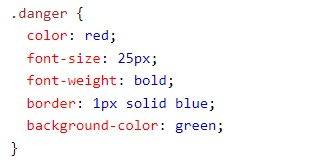 .danger {
  color: red;
  font-size: 25px;
  font-weight: bold;
  border: 1px solid blue;
  background-color: green;
}